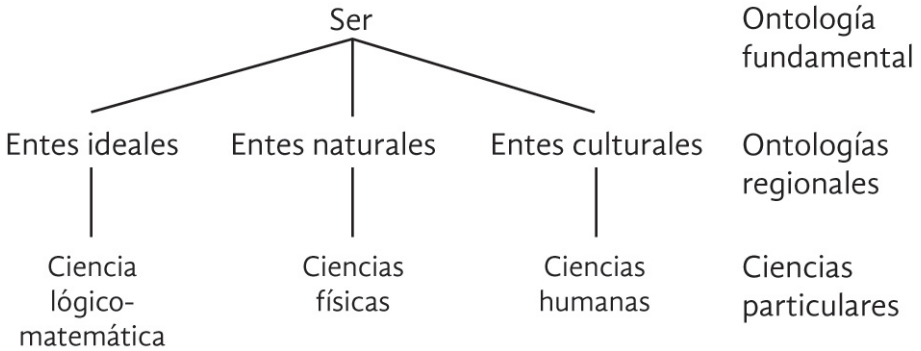 Ser
Ontología
fundamental
Entes ideales
Entes naturales
Entes culturales
Ontologías
regionales
Ciencia
lógico-
matemática
Ciencias
físicas
Ciencias
humanas
Ciencias
particulares